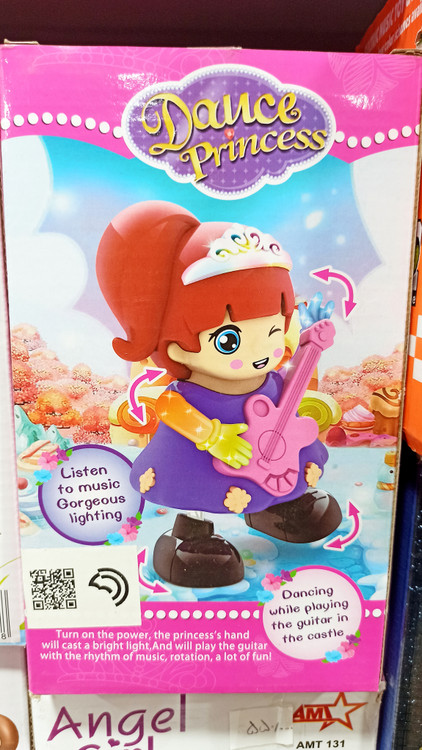 Dance
Princess
Listen
to music
Gorgeous
lighting
Dancing
while playing
the guitar in
the castle
Turn on the power, the princess's hand
will cast a bright light,And will play the guitar
with the rhythm of music, rotation, a lot of fun!
Angel
AMT
AMT 131